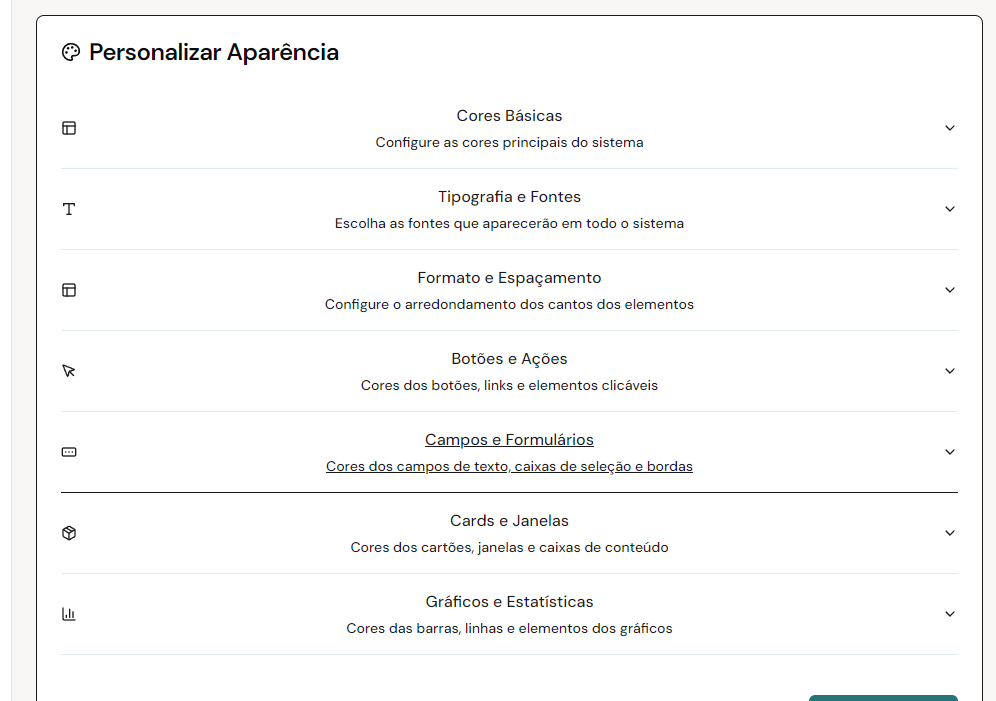 Personalizar Aparência
Cores Básicas
Configure as cores principais do sistema
Tipografia e Fontes
Escolha as fontes que aparecerão em todo o sistema
Formato e Espaçamento
Configure o arredondamento dos cantos dos elementos
Botões e Ações
Cores dos botões, links e elementos clicáveis
Campos e Formulários
Cores dos campos de texto, caixas de seleção e bordas
Cards e Janelas
Cores dos cartões, janelas e caixas de conteúdo
Gráficos e Estatísticas
Cores das barras, linhas e elementos dos gráficos